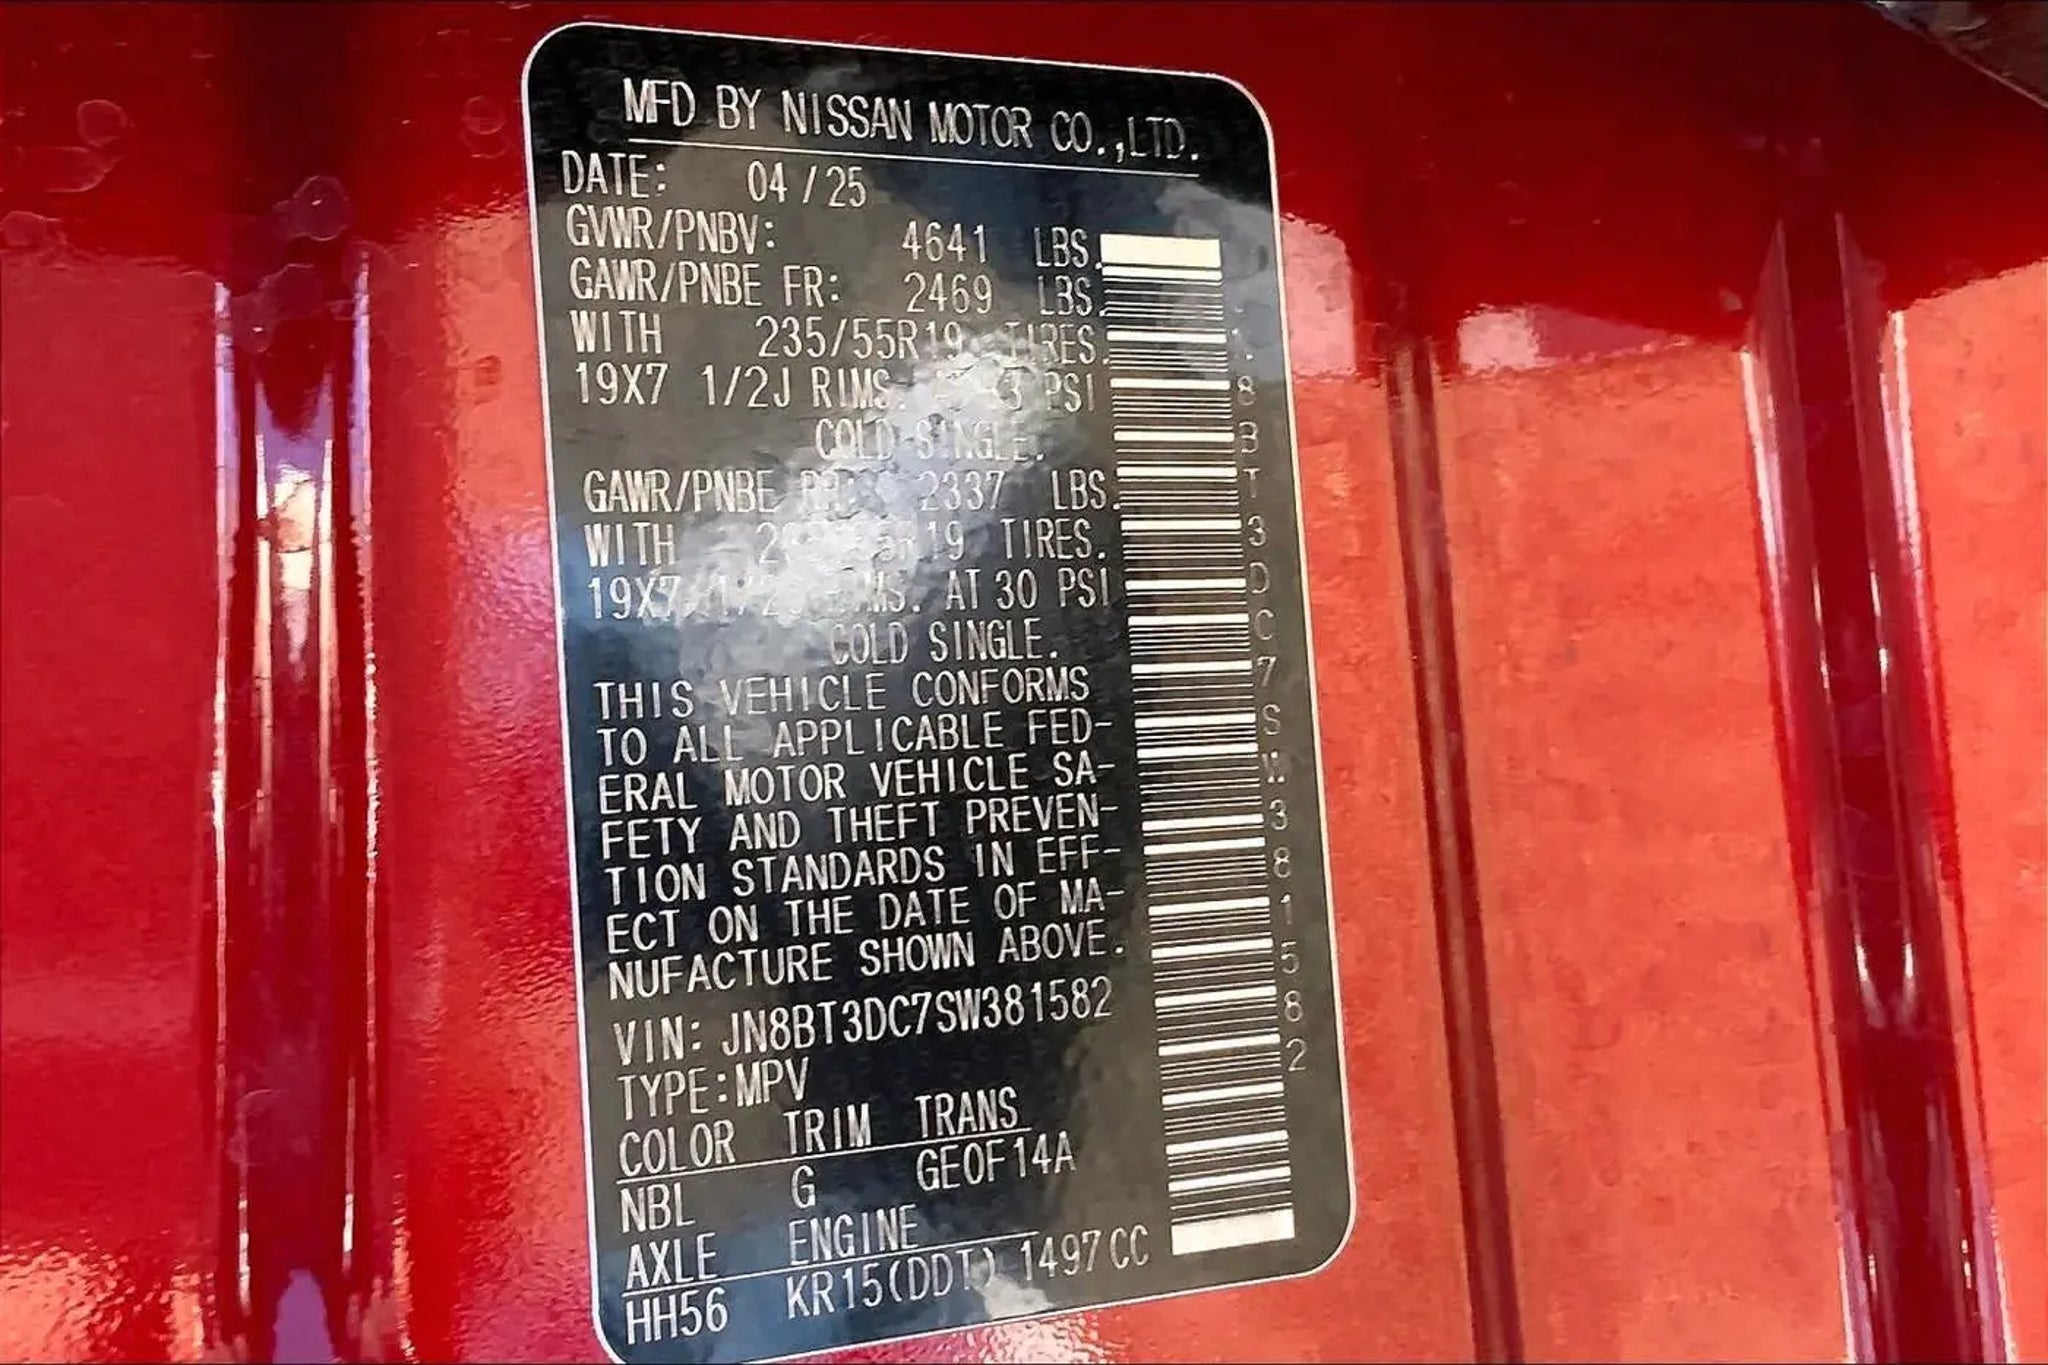 MFD BY NISSAN MOTOR CO.,LTD.
DATE: 04/25
GVWR/PNBV: 4641 LBS.
GAWR/PNBE FR: 2469 LBS.
WITH 235/55R19 TIRES.
19X7 1/2J RIMS. PSI
COLD SINGLE.
GAWR/PNBE 2337 LBS.
WITH TIRES.
19X7 AT 30 PSI
COLD SINGLE.
THIS VEHICLE CONFORMS
TO ALL APPLICABLE FED-
ERAL MOTOR VEHICLE SA-
FETY AND THEFT PREVEN-
TION STANDARDS IN EFF-
ECT ON THE DATE OF MA-
NUFACTURE SHOWN ABOVE.
VIN: JN8BT3DC7SW381582
TYPE:MPV
COLOR TRIM TRANS
NBL G GE0F14A
AXLE ENGINE
HH56 KR15(DDT) 1497CC